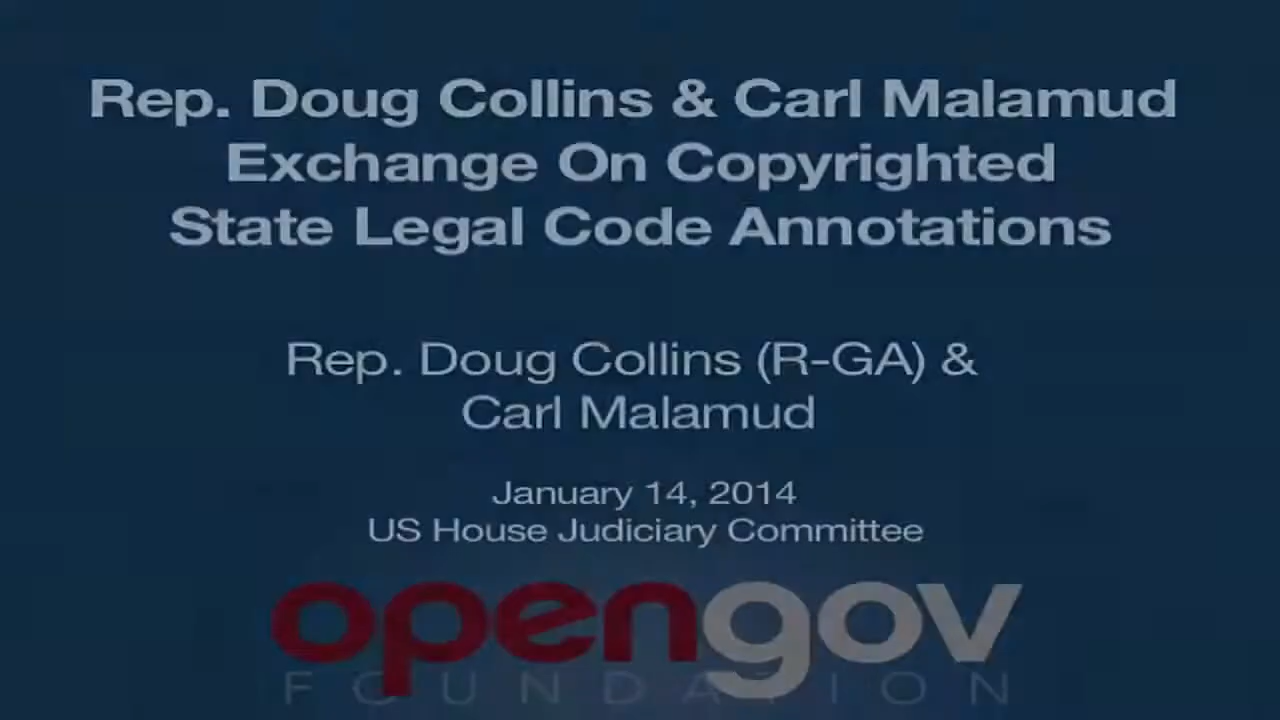 Rep. Doug Collins & Carl Malamud
Exchange On Copyrighted
State Legal Code Annotations
Rep. Doug Collins (R-GA) &
Carl Malamud
January 14, 2014
US House Judiciary Committee
opengov
FOUNDATION